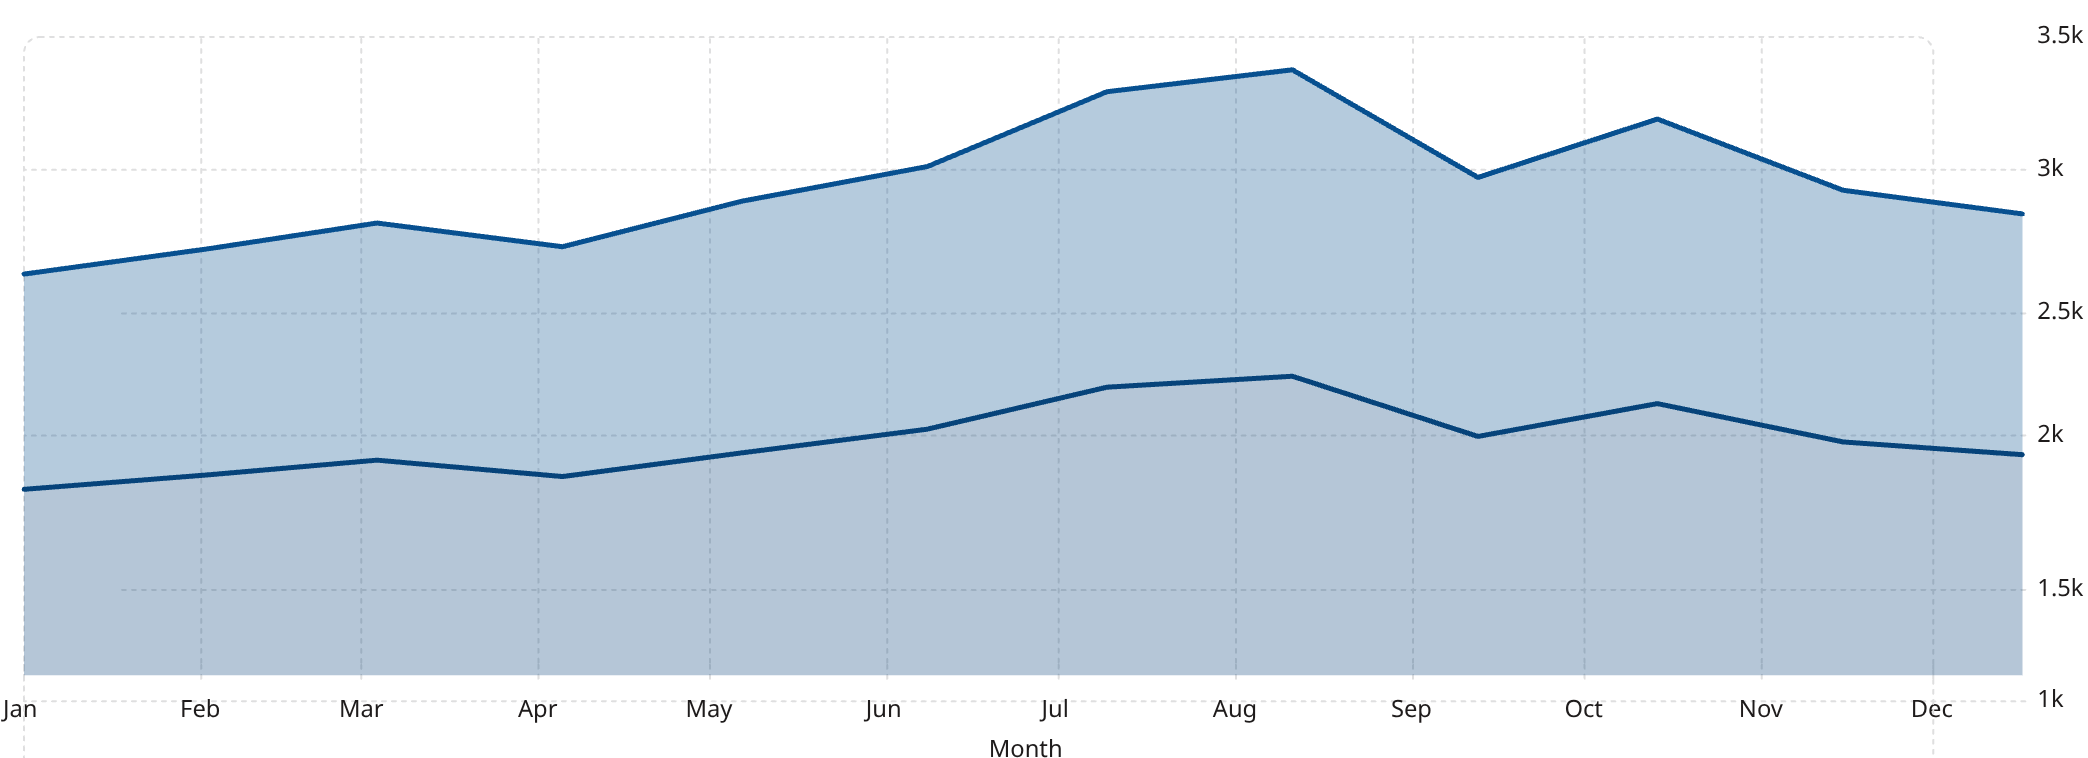 3.5k
3k
2.5k
2k
1.5k
1k
Jan Feb Mar Apr May Jun Jul Aug Sep Oct Nov Dec
Month